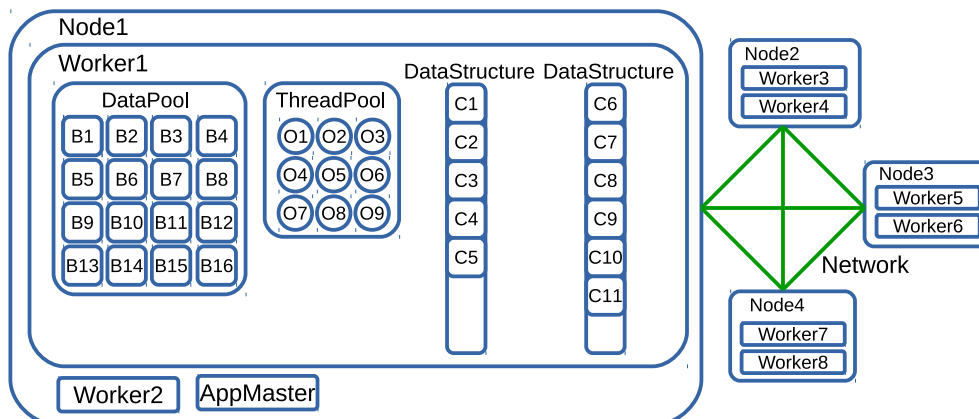 Node1
Worker1
DataPool
B1 B2 B3 B4
B5 B6 B7 B8
B9 B10 B11 B12
B13 B14 B15 B16
ThreadPool
O1 O2 O3
O4 O5 O6
O7 O8 O9
DataStructure
C1
C2
C3
C4
C5
DataStructure
C6
C7
C8
C9
C10
C11
Worker2
AppMaster
Node2
Worker3
Worker4
Node3
Worker5
Worker6
Network
Node4
Worker7
Worker8